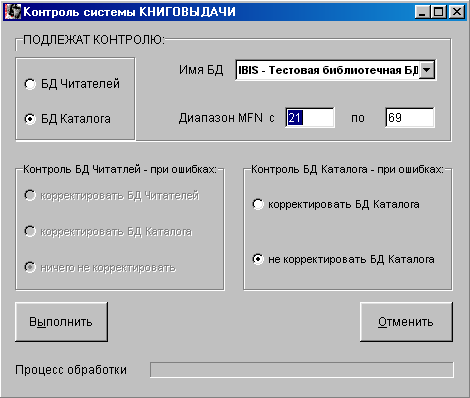 Контроль системы КНИГОВЫДАЧИ
ПОДЛЕЖАТ КОНТРОЛЮ:
БД Читателей
БД Каталога
Имя БД IBIS - Тестовая библиотечная БД
Диапазон MFN с 21 по 69
Контроль БД Читатлей - при ошибках:
корректировать БД Читателей
корректировать БД Каталога
ничего не корректировать
Контроль БД Каталога - при ошибках:
корректировать БД Каталога
не корректировать БД Каталога
Выполнить
Отменить
Процесс обработки